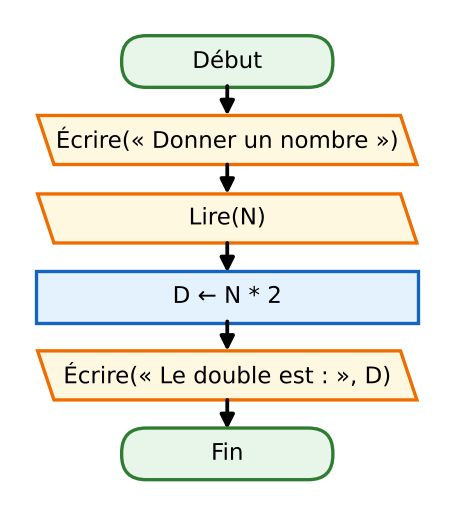 Début
Écrire(« Donner un nombre »)
Lire(N)
D ← N * 2
Écrire(« Le double est : », D)
Fin